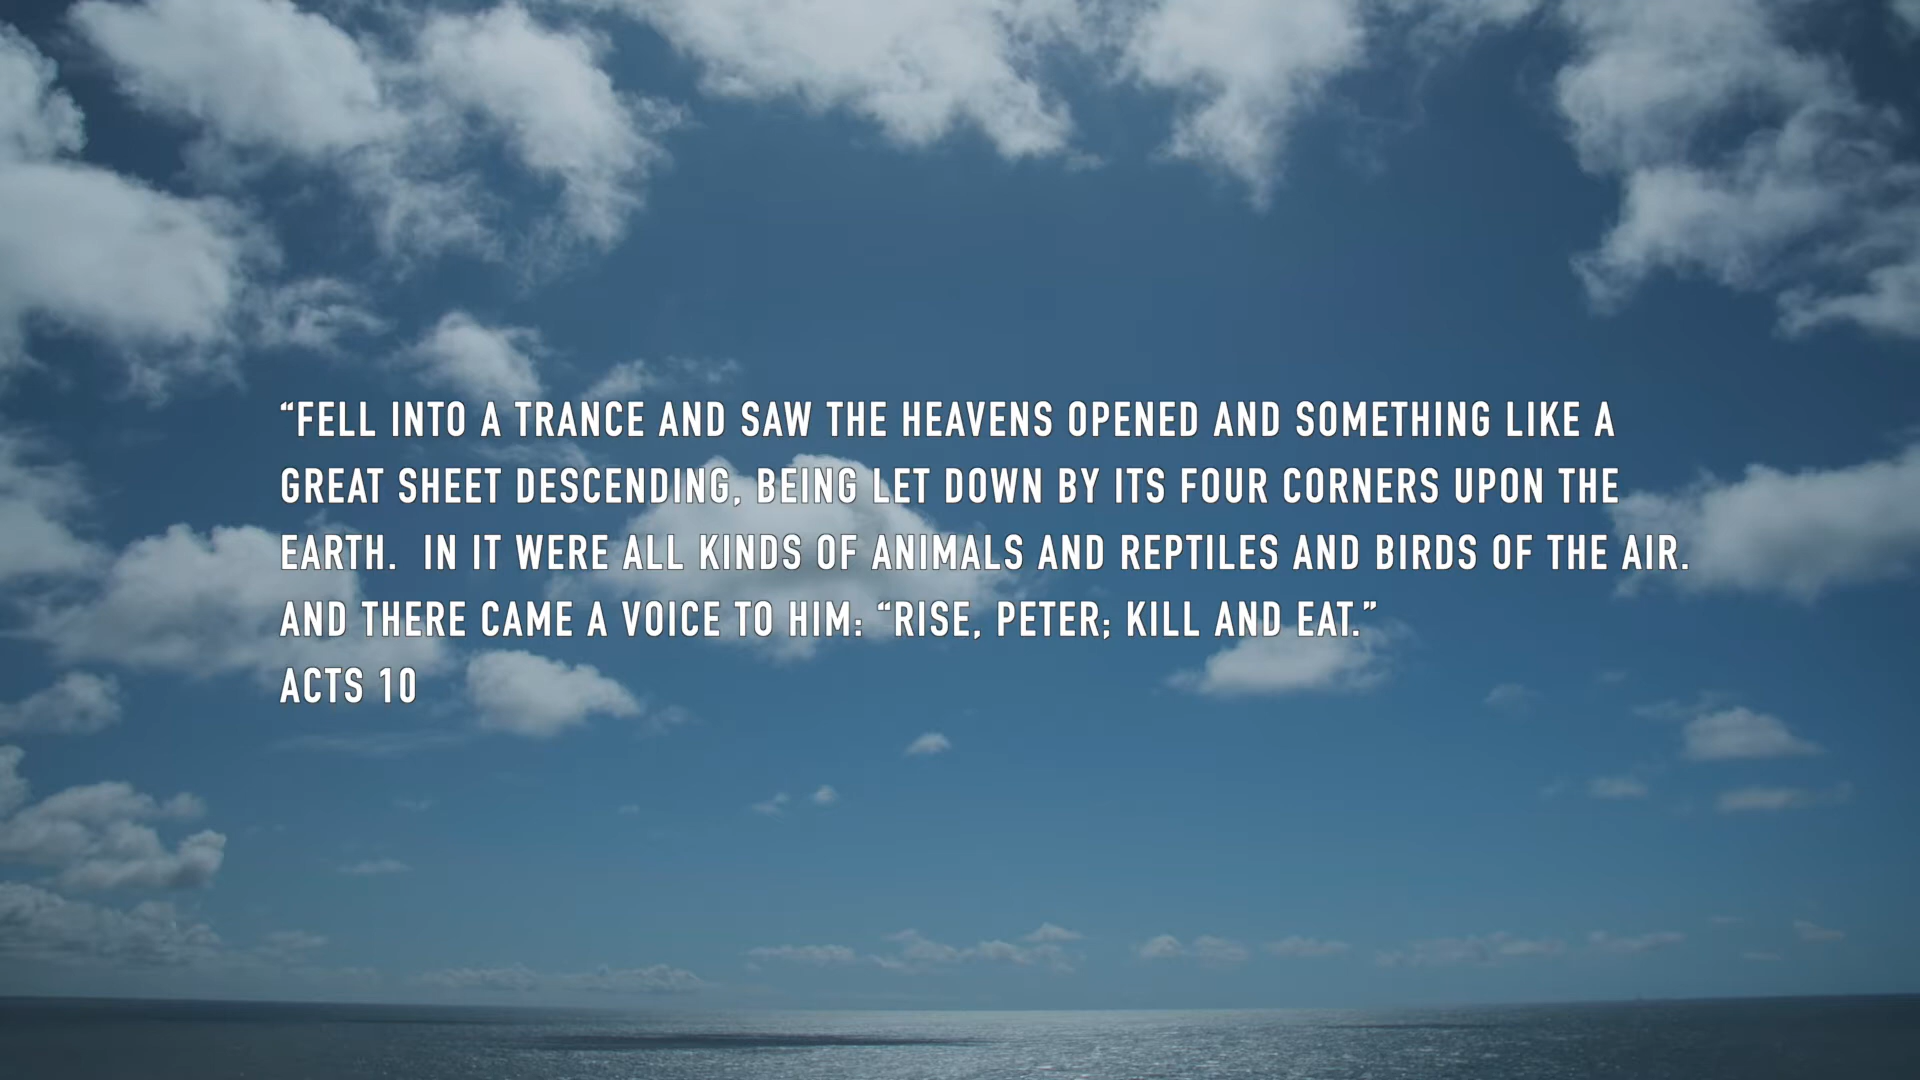 “FELL INTO A TRANCE AND SAW THE HEAVENS OPENED AND SOMETHING LIKE A
GREAT SHEET DESCENDING, BEING LET DOWN BY ITS FOUR CORNERS UPON THE
EARTH.  IN IT WERE ALL KINDS OF ANIMALS AND REPTILES AND BIRDS OF THE AIR.
AND THERE CAME A VOICE TO HIM: “RISE, PETER; KILL AND EAT.”
ACTS 10